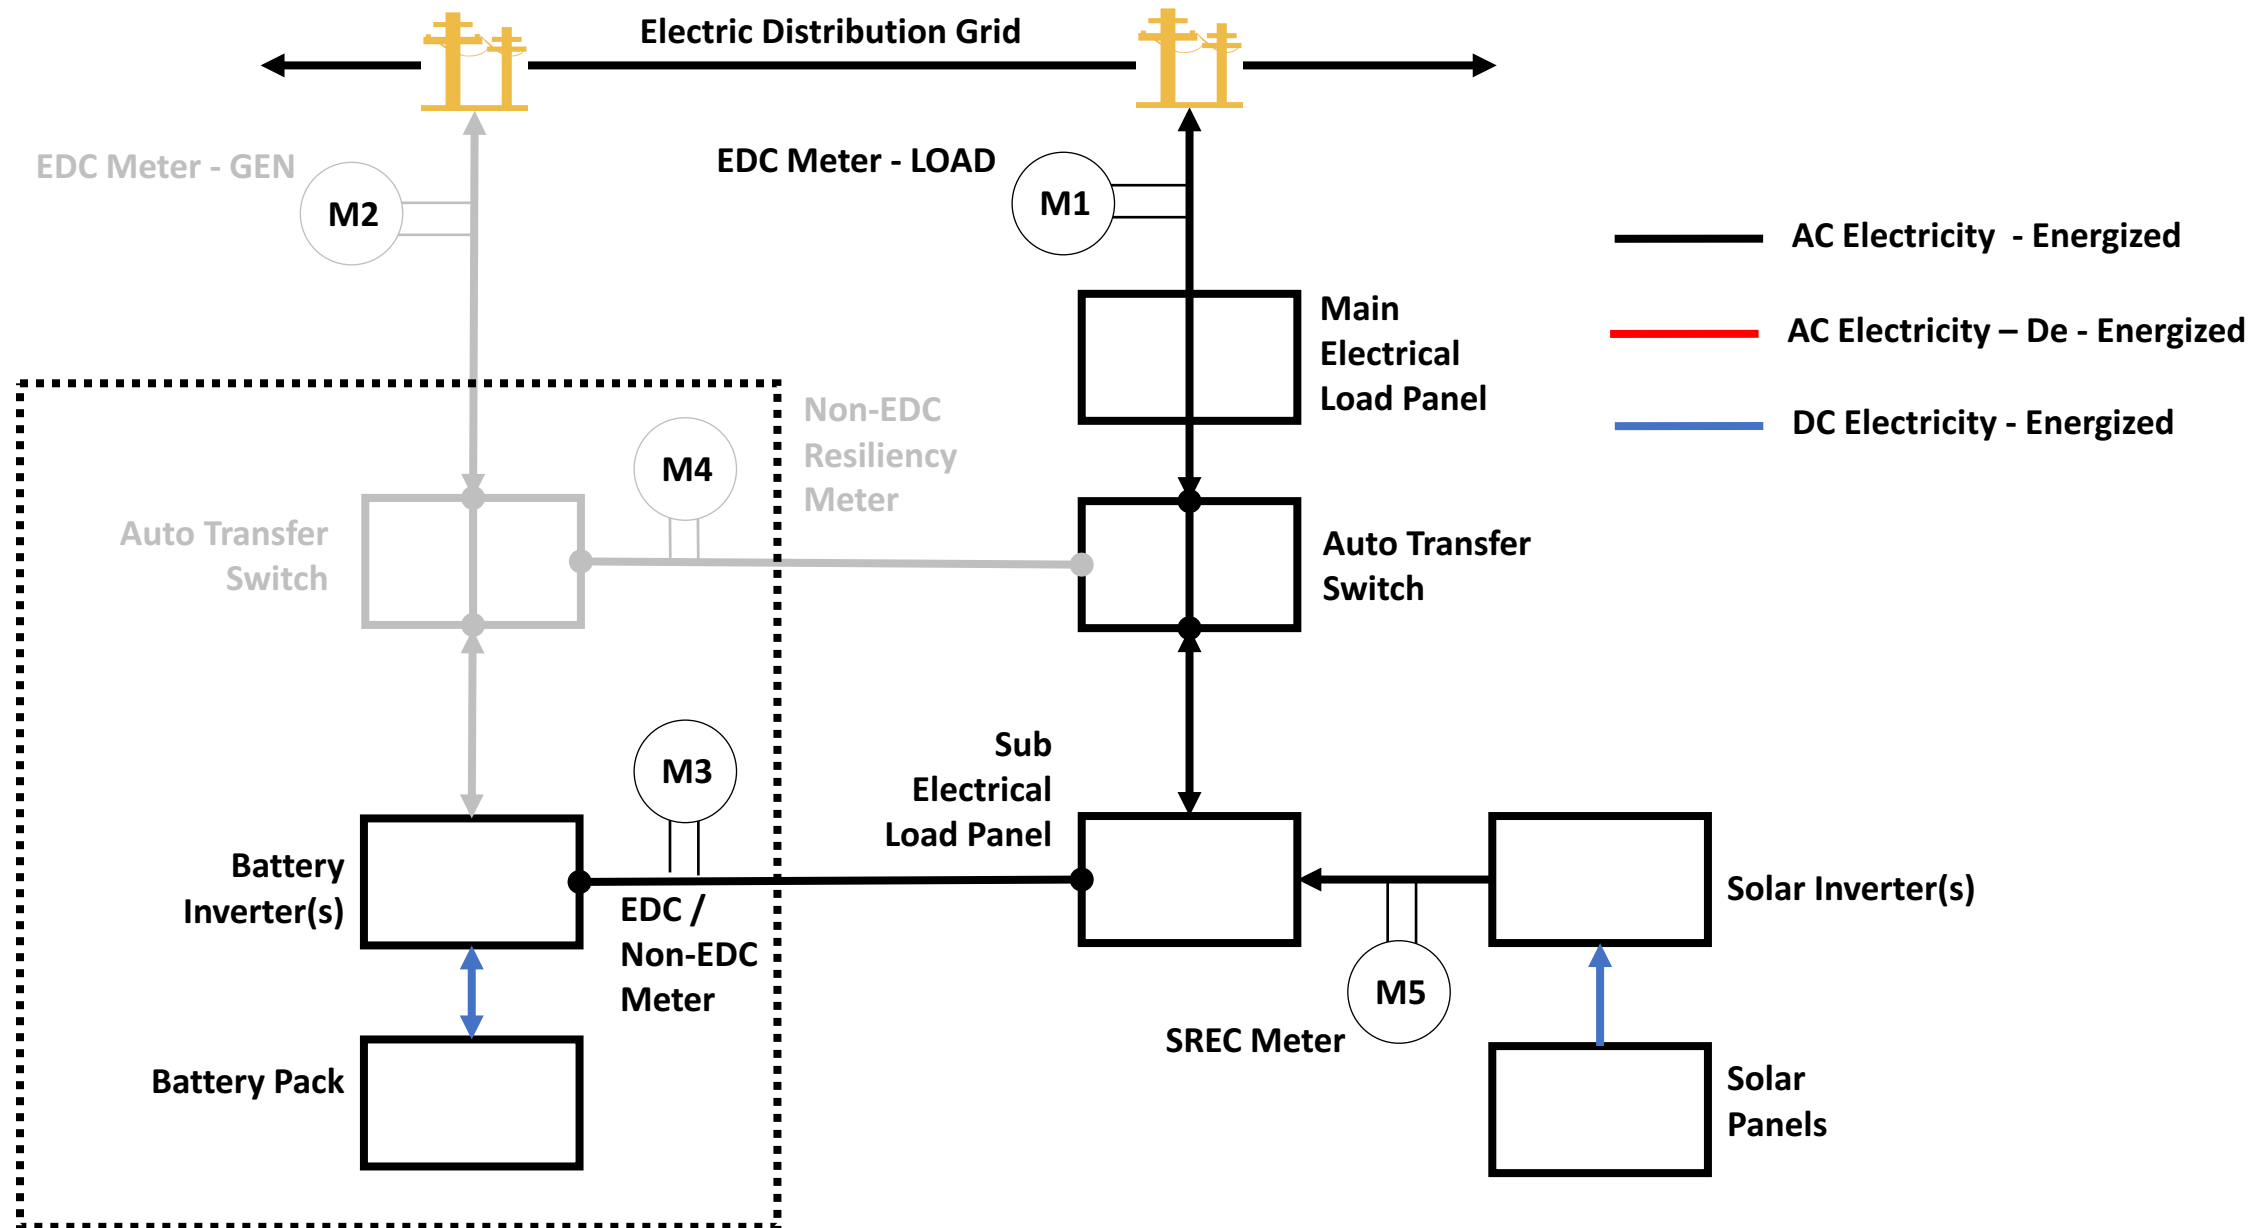 Electric Distribution Grid
EDC Meter - GEN
M2
EDC Meter - LOAD
M1
AC Electricity  - Energized
AC Electricity – De - Energized
DC Electricity - Energized
Main
Electrical
Load Panel
Non-EDC
Resiliency
Meter
M4
Auto Transfer
Switch
Auto Transfer
Switch
M3
Sub
Electrical
Load Panel
Battery
Inverter(s)
EDC /
Non-EDC
Meter
Solar Inverter(s)
M5
SREC Meter
Battery Pack
Solar
Panels